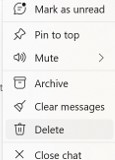 Mark as unread
Pin to top
Mute
Archive
Clear messages
Delete
Close chat